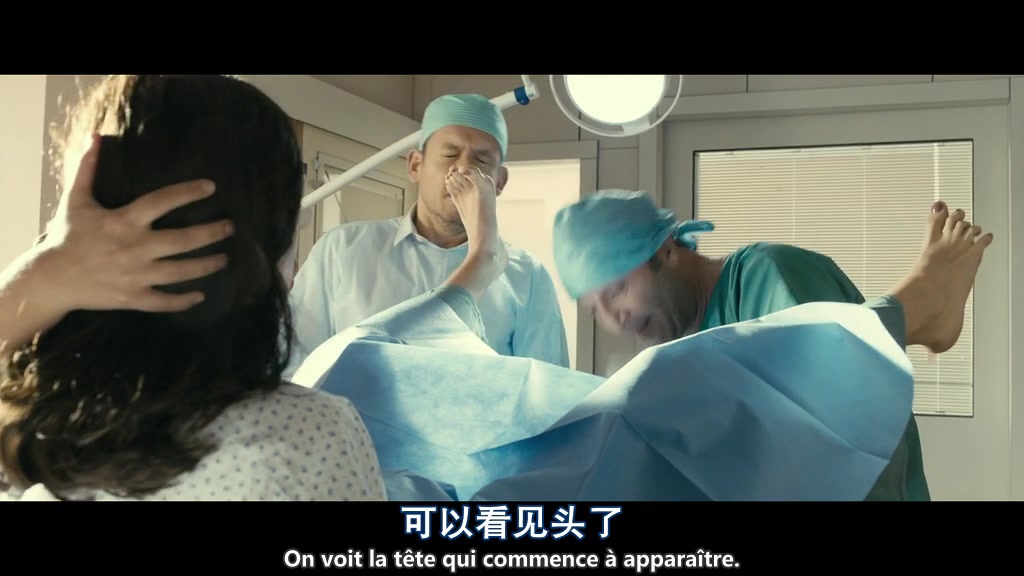 可以看见头了
On voit la tête qui commence à apparaître.